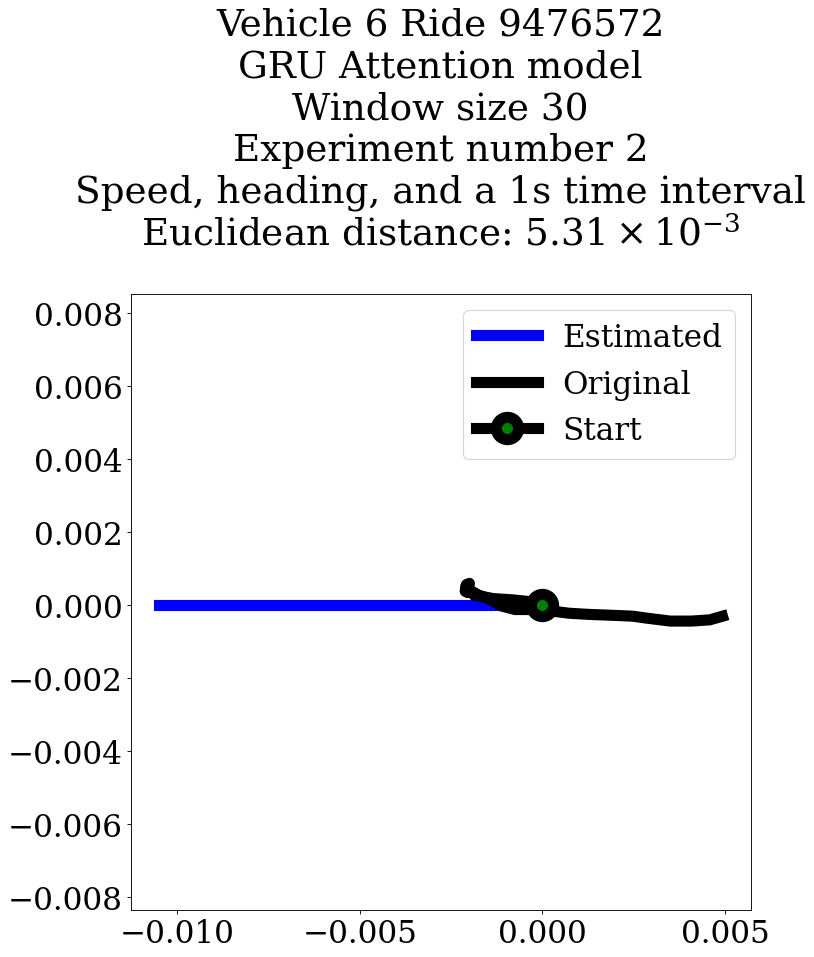 Vehicle 6 Ride 9476572
GRU Attention model
Window size 30
Experiment number 2
Speed, heading, and a 1s time interval
Euclidean distance: 5.31 × 10⁻³
Estimated
Original
Start
0.008
0.006
0.004
0.002
0.000
−0.002
−0.004
−0.006
−0.008
−0.010 −0.005 0.000 0.005